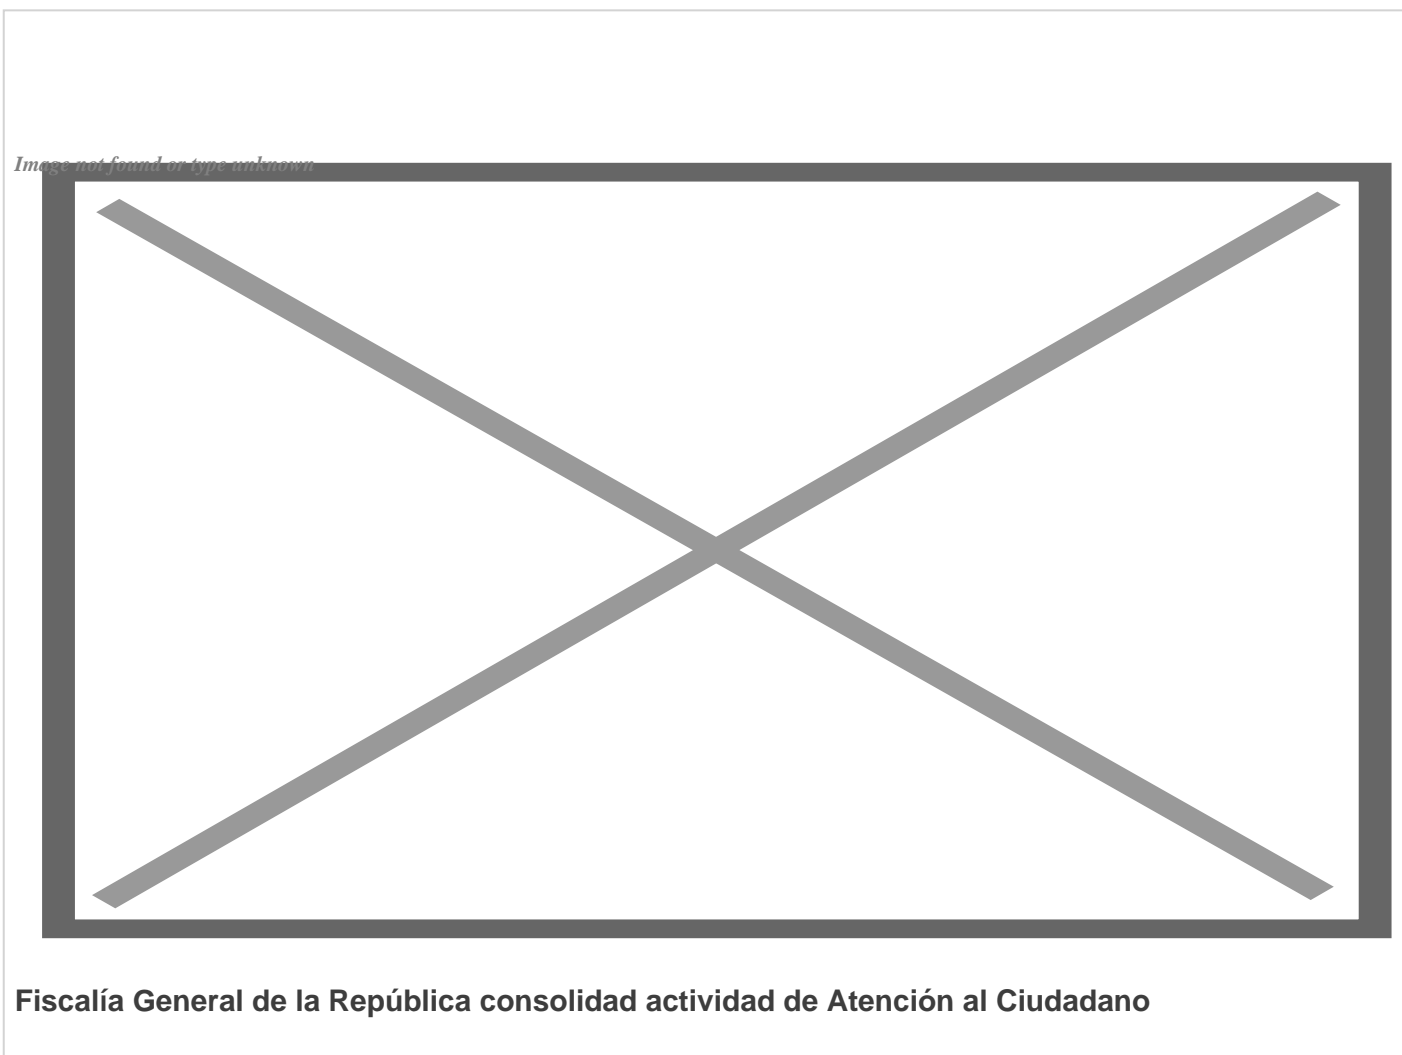 Image not found or type unknown
Fiscalía General de la República consolidad actividad de Atención al Ciudadano